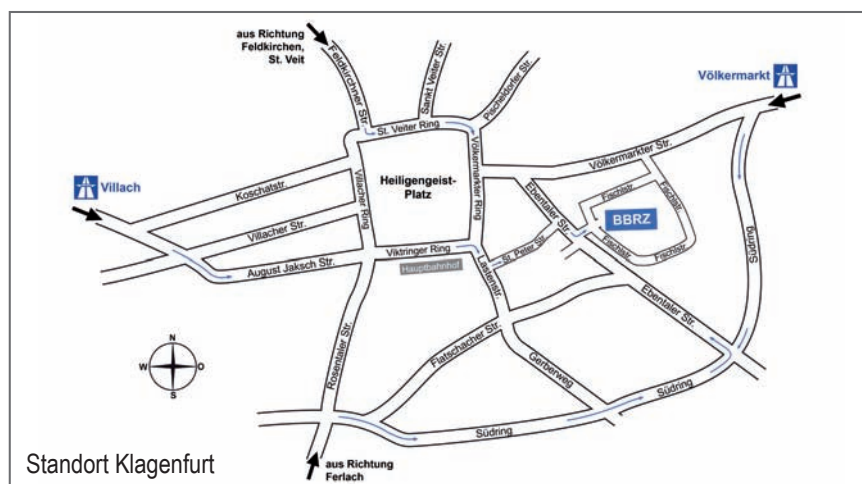 aus Richtung
Feldkirchen,
St. Veit
Feldkirchner Str.
Sankt Veiter Str.
Pischeldorfer Str.
Völkermarkt
St. Veiter Ring
Völkermarkter Ring
Völkermarkter Str.
Villach
Koschatstr.
Villacher Ring
Heiligengeist-
Platz
Ebentaler Str.
Fischlstr.
Fischlstr.
BBRZ
Fischlstr.
Fischlstr.
Villacher Str.
Viktringer Ring
Hauptbahnhof
St. Peter Str.
Lastenstr.
August Jaksch Str.
Südring
Ebentaler Str.
Rosentaler Str.
Flatschacher Str.
Gerberweg
N
W
O
S
Südring
Südring
Standort Klagenfurt
aus Richtung
Ferlach